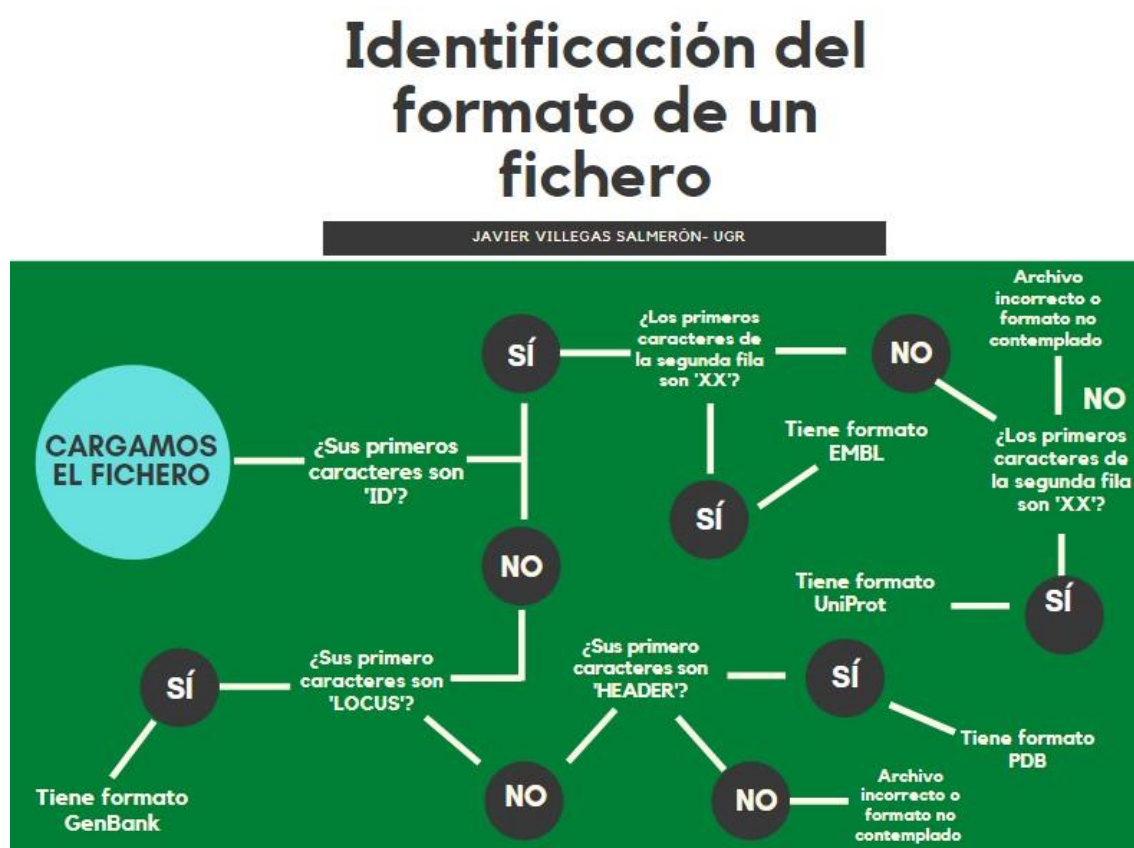 Identificación del
formato de un
fichero
JAVIER VILLEGAS SALMERÓN- UGR
CARGAMOS
EL FICHERO
¿Sus primeros
caracteres son
'ID'?
SÍ
¿Los primeros
caracteres de
la segunda fila
son 'XX'?
NO
Archivo
incorrecto o
formato no
contemplado
NO
¿Los primeros
caracteres de
la segunda fila
son 'XX'?
Tiene formato
EMBL
SÍ
NO
Tiene formato
UniProt
SÍ
SÍ
¿Sus primero
caracteres son
'LOCUS'?
¿Sus primero
caracteres son
'HEADER'?
SÍ
Tiene formato
PDB
Tiene formato
GenBank
NO
NO
Archivo
incorrecto o
formato no
contemplado